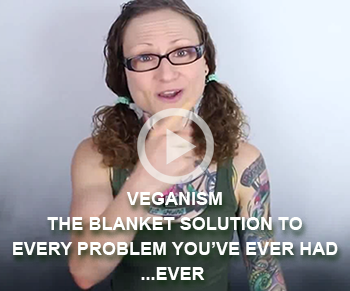 VEGANISM
THE BLANKET SOLUTION TO
EVERY PROBLEM YOU'VE EVER HAD
...EVER